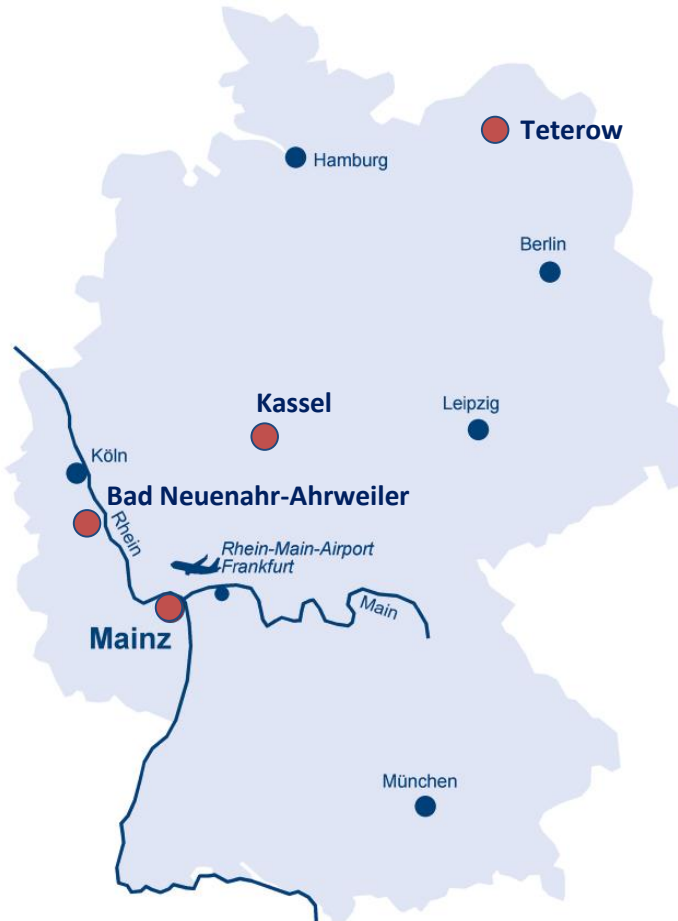 Teterow
Hamburg
Berlin
Kassel
Leipzig
Köln
Bad Neuenahr-Ahrweiler
Rhein
Rhein-Main-Airport
Frankfurt
Main
Mainz
München